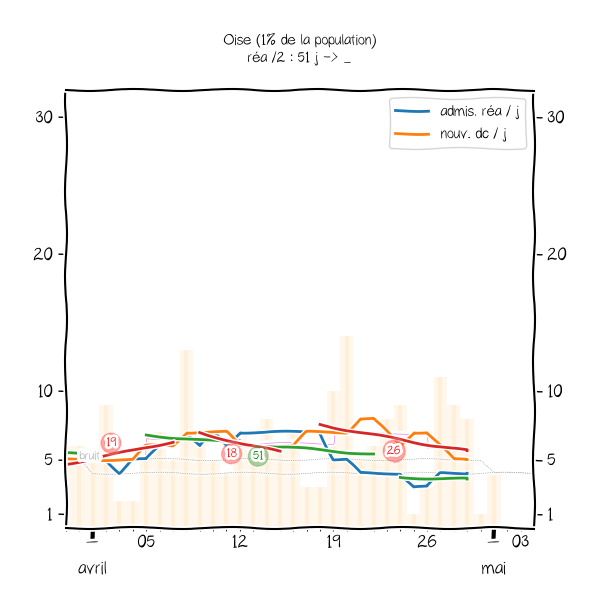 Oise (1% de la population)
réa /2 : 51 j -> _
admis. réa / j
nouv. dc / j
30
30
20
20
10
10
5
5
1
1
bruit
19
18
51
26
05
12
19
26
03
avril
mai